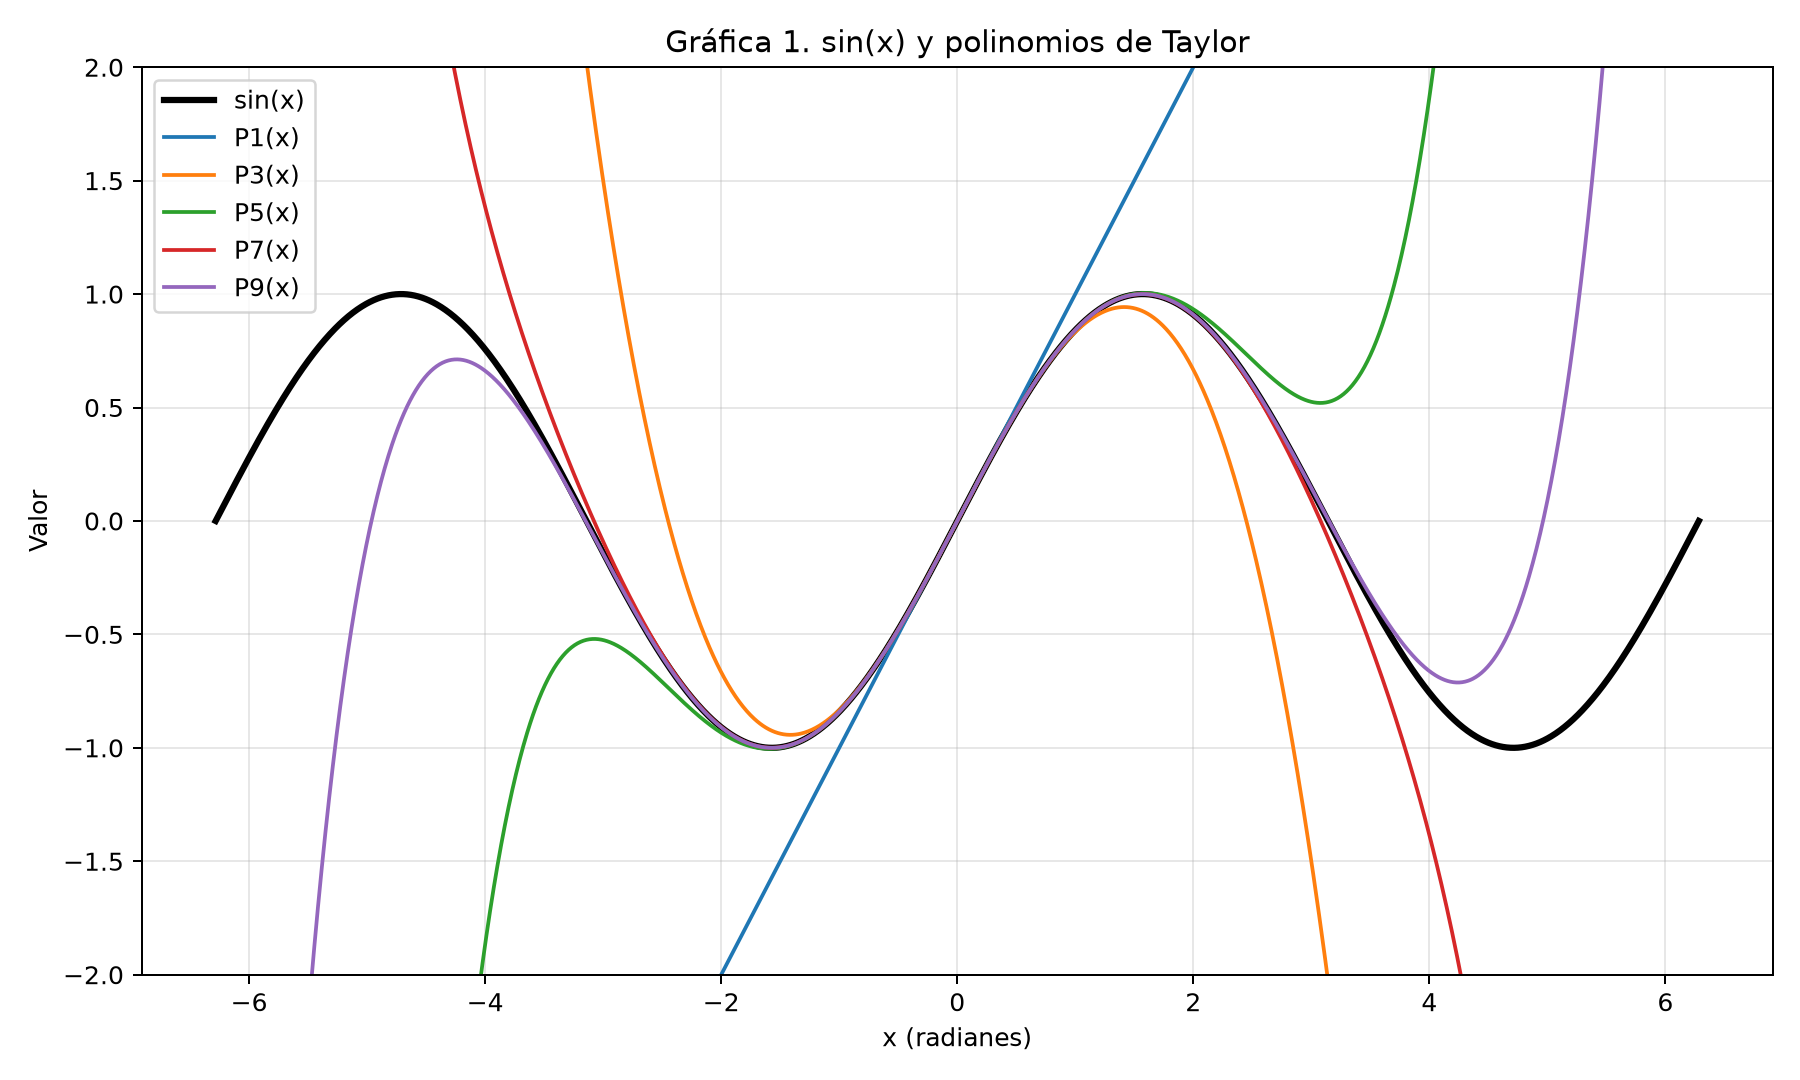 Gráfica 1. sin(x) y polinomios de Taylor
sin(x)
P1(x)
P3(x)
P5(x)
P7(x)
P9(x)
2.0
1.5
1.0
0.5
0.0
−0.5
−1.0
−1.5
−2.0
Valor
−6 −4 −2 0 2 4 6
x (radianes)